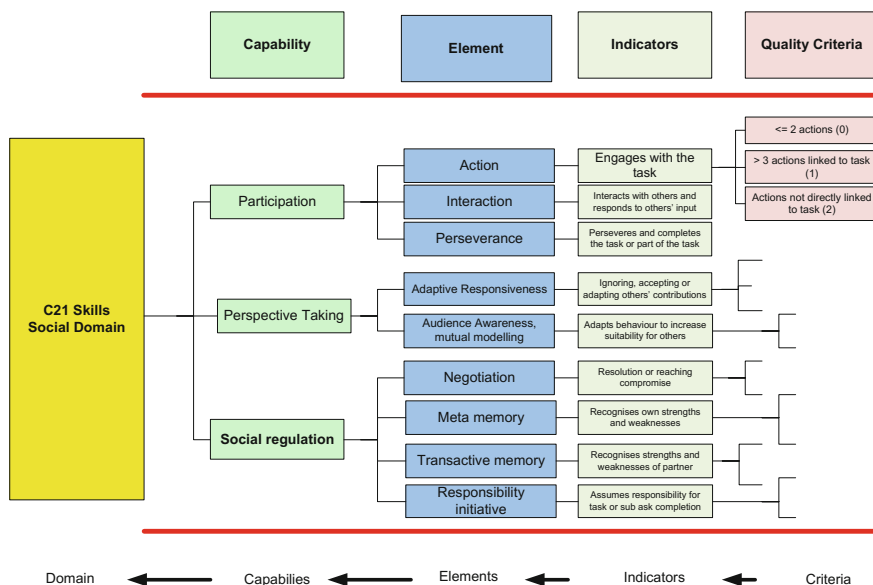 Capability
Element
Indicators
Quality Criteria
C21 Skills
Social Domain
Participation
Action
Engages with the
task
<= 2 actions (0)
> 3 actions linked to task
(1)
Actions not directly linked
to task (2)
Interaction
Interacts with others and
responds to others' input
Perseverance
Perseveres and completes
the task or part of the task
Perspective Taking
Adaptive Responsiveness
Ignoring, accepting or
adapting others' contributions
Audience Awareness,
mutual modelling
Adapts behaviour to increase
suitability for others
Social regulation
Negotiation
Resolution or reaching
compromise
Meta memory
Recognises own strengths
and weaknesses
Transactive memory
Recognises strengths and
weaknesses of partner
Responsibility
initiative
Assumes responsibility for
task or sub ask completion
Domain
Capabilies
Elements
Indicators
Criteria